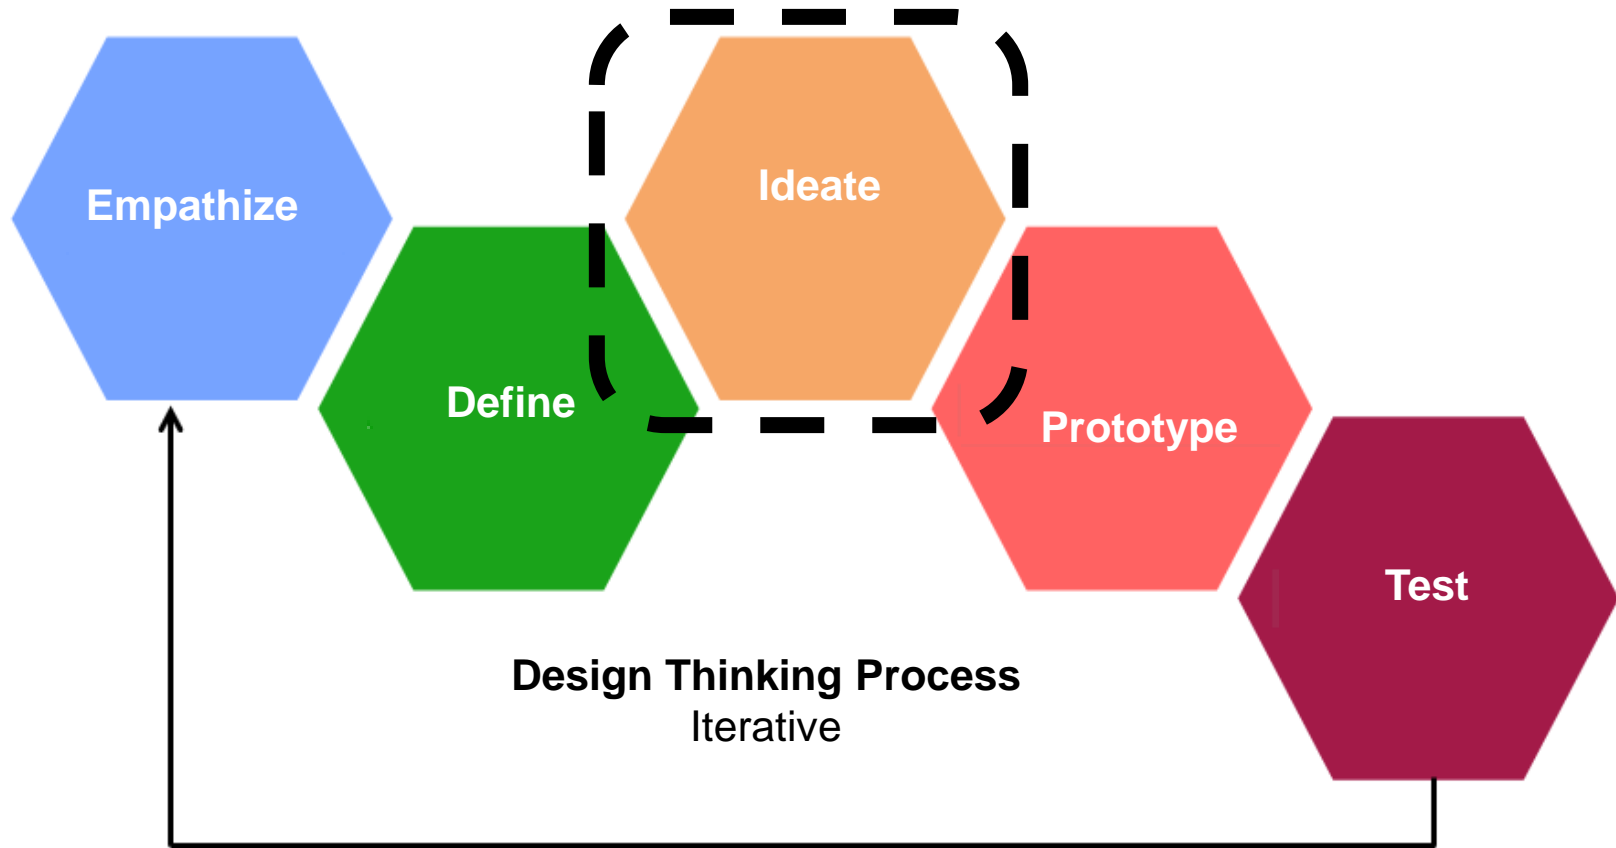 Empathize
Define
Ideate
Prototype
Test
Design Thinking Process
Iterative